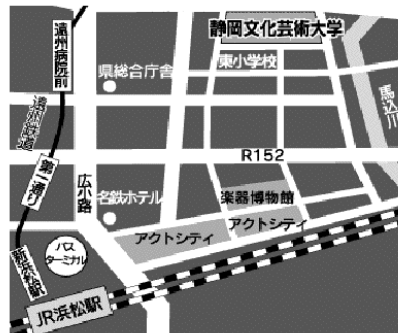 静岡文化芸術大学
遠州病院前
東小学校
県総合庁舎
馬込川
遠州鉄道
R152
第一通り
広小路
名鉄ホテル
楽器博物館
アクトシティ
アクトシティ
新浜松駅
バス
ターミナル
JR浜松駅